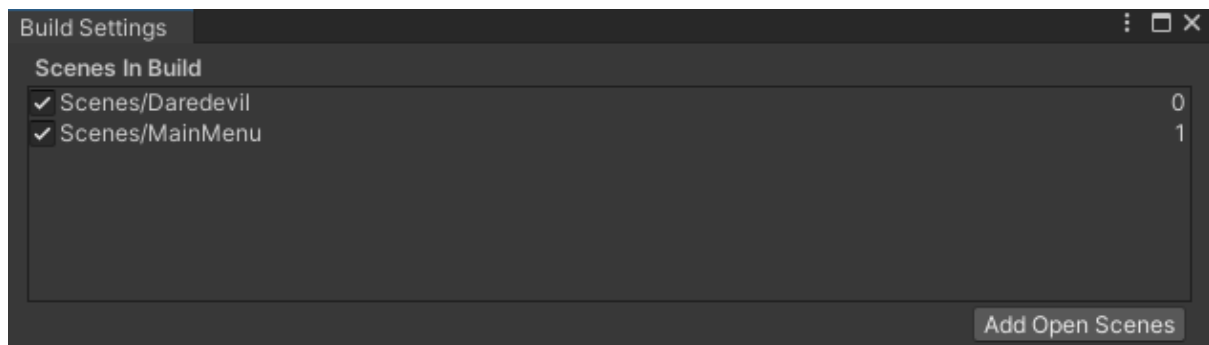 Build Settings
Scenes In Build
Scenes/Daredevil 0
Scenes/MainMenu 1
Add Open Scenes